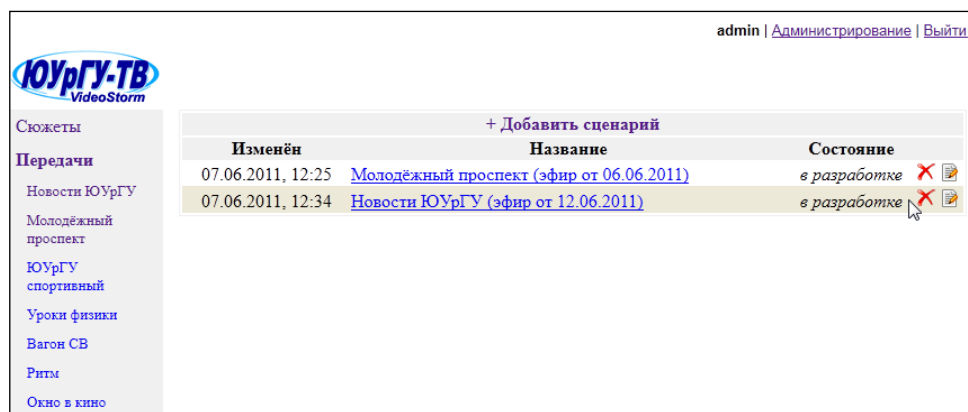 admin | Администрирование | Выйти
ЮУрГУ-ТВ
VideoStorm
Сюжеты
Передачи
Новости ЮУрГУ
Молодёжный
проспект
ЮУрГУ
спортивный
Уроки физики
Вагон СВ
Ритм
Окно в кино
+ Добавить сценарий
Изменён Название Состояние
07.06.2011, 12:25 Молодёжный проспект (эфир от 06.06.2011) в разработке
07.06.2011, 12:34 Новости ЮУрГУ (эфир от 12.06.2011) в разработке